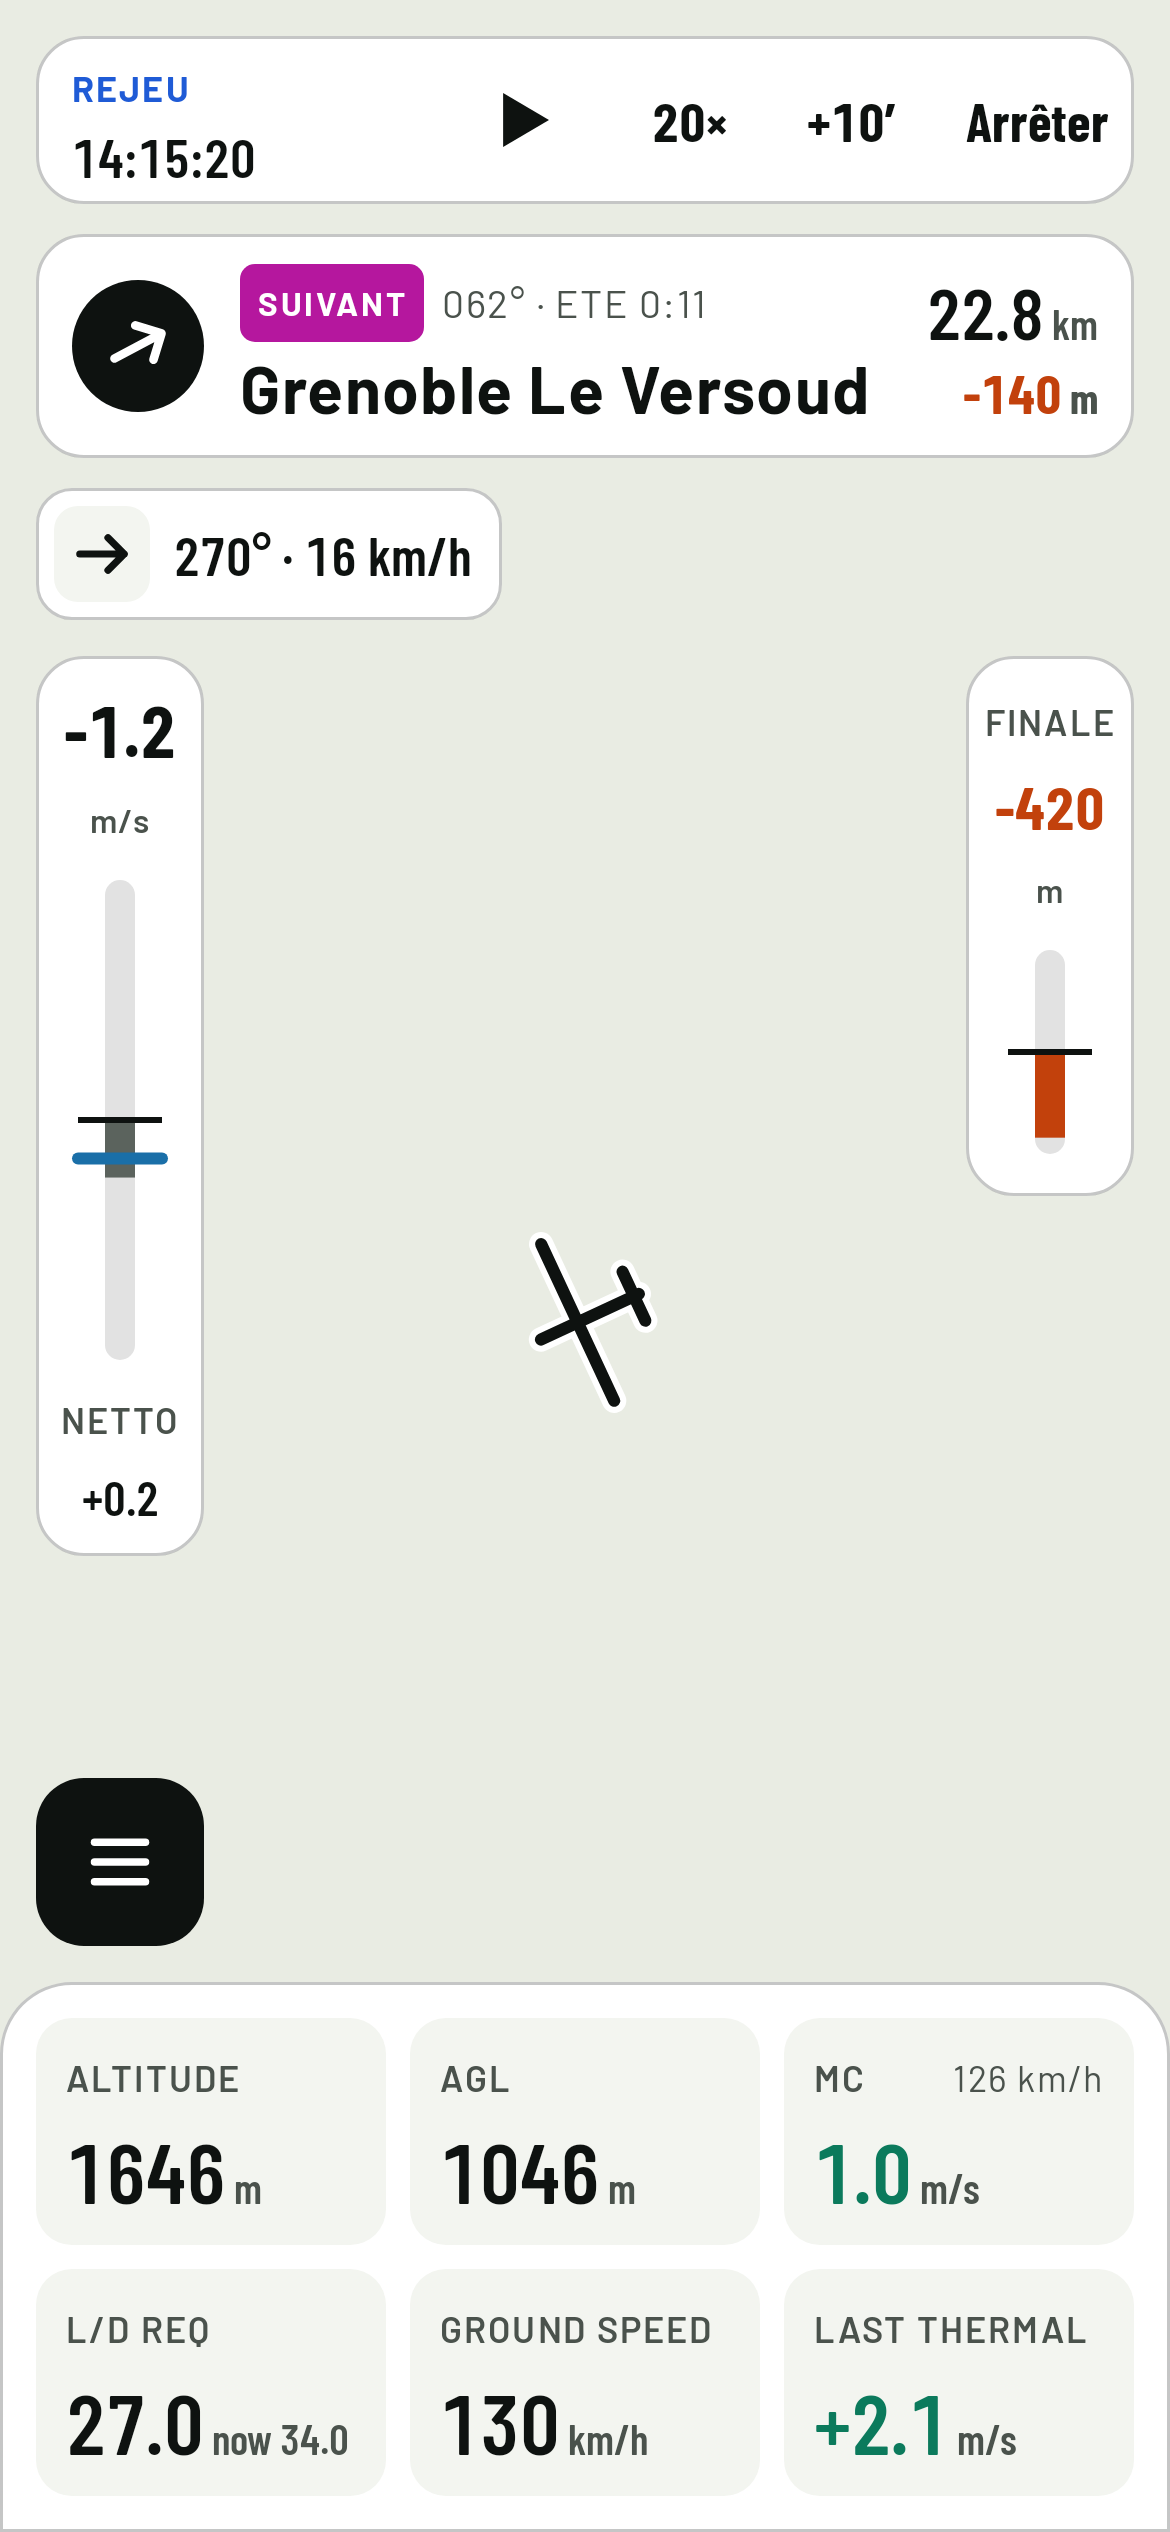 REJEU
14:15:20
20×
+10′
Arrêter
SUIVANT 062° · ETE 0:11
Grenoble Le Versoud
22.8 km
-140 m
270° · 16 km/h
-1.2
m/s
NETTO
+0.2
FINALE
-420
m
ALTITUDE
1646 m
AGL
1046 m
MC 126 km/h
1.0 m/s
L/D REQ
27.0 now 34.0
GROUND SPEED
130 km/h
LAST THERMAL
+2.1 m/s